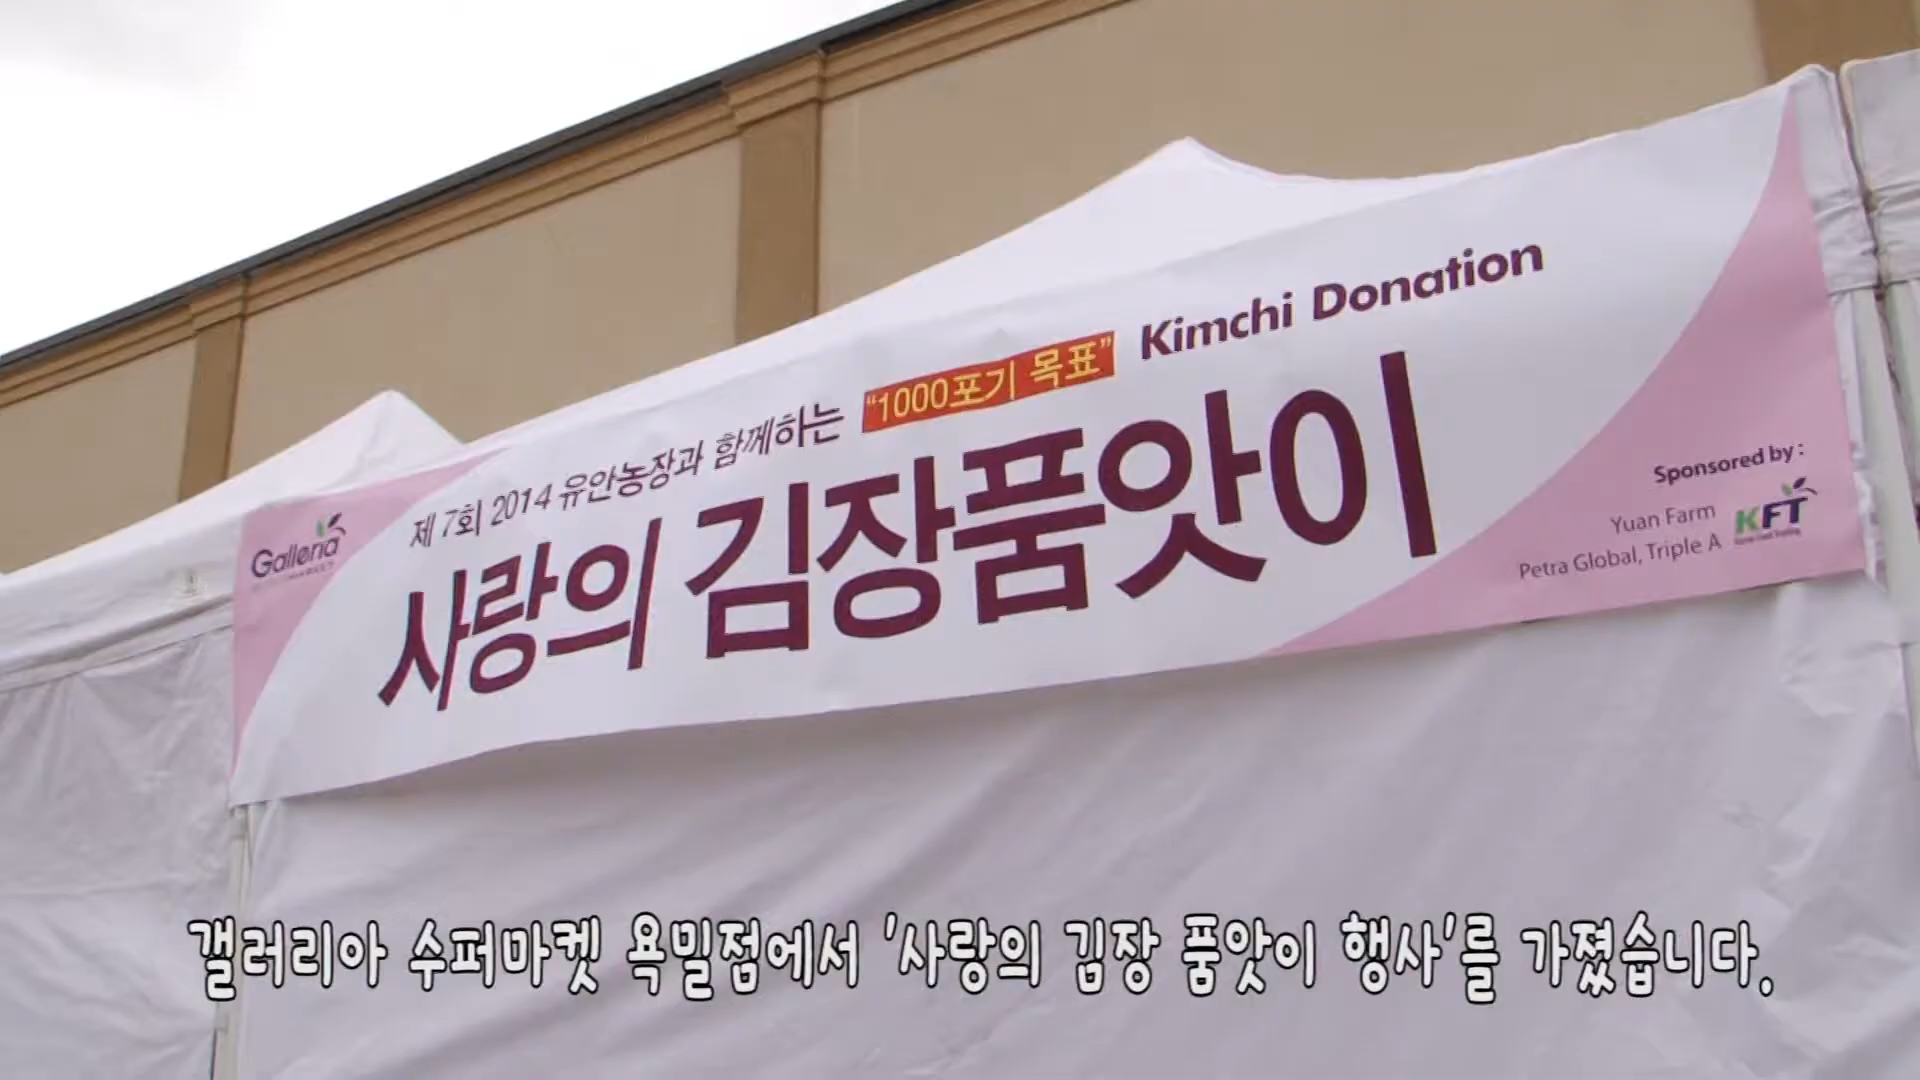 Galleria
제 7회 2014 유안농장과 함께하는 “1000포기 목표” Kimchi Donation
사랑의 김장품앗이
Sponsored by :
Yuan Farm
Petra Global, Triple A
KFT
갤러리아 수퍼마켓 욕밀점에서 '사랑의 김장 품앗이 행사'를 가졌습니다.